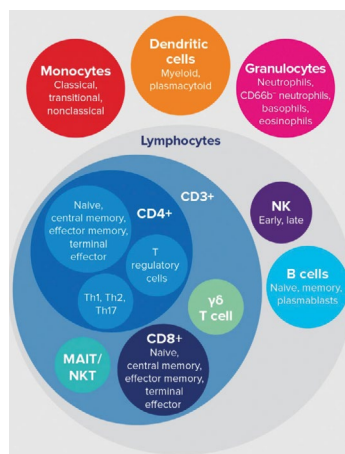 Monocytes
Classical,
transitional,
nonclassical
Dendritic
cells
Myeloid,
plasmacytoid
Granulocytes
Neutrophils,
CD66b⁻ neutrophils,
basophils,
eosinophils
Lymphocytes
CD3+
CD4+
Naive,
central memory,
effector memory,
terminal
effector
T
regulatory
cells
Th1, Th2,
Th17
NK
Early, late
B cells
Naive, memory,
plasmablasts
γδ
T cell
MAIT/
NKT
CD8+
Naive,
central memory,
effector memory,
terminal
effector